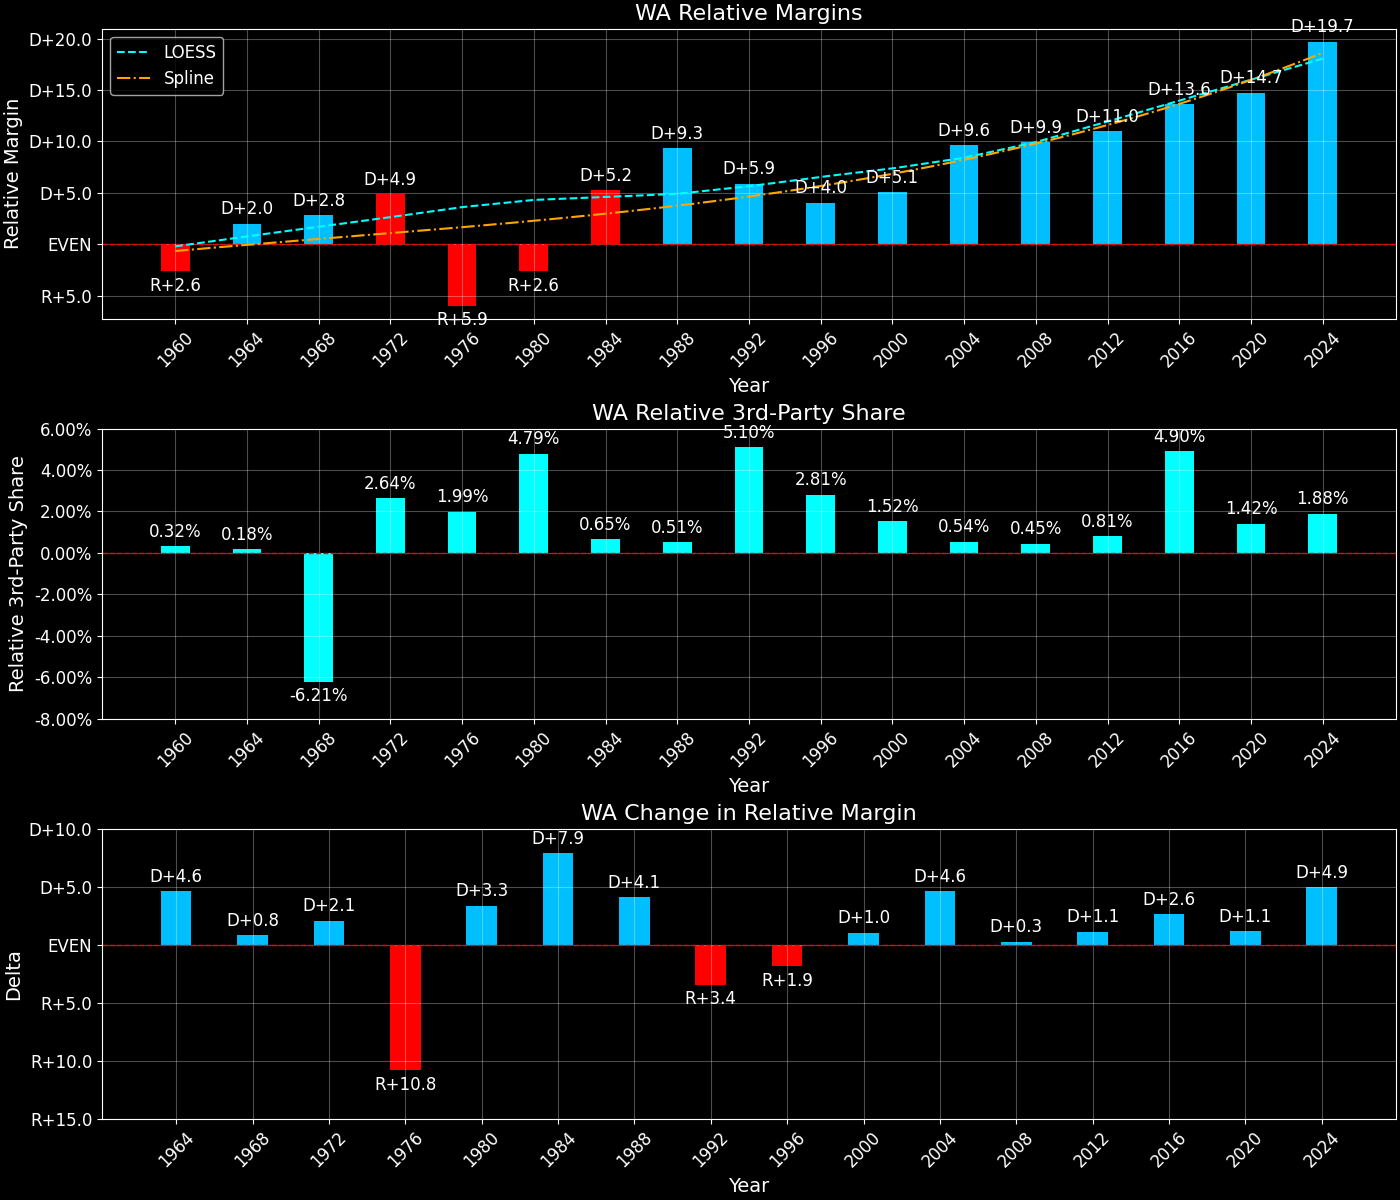 WA Relative Margins
Relative Margin
D+20.0
D+15.0
D+10.0
D+5.0
EVEN
R+5.0
LOESS
Spline
R+2.6
D+2.0
D+2.8
D+4.9
R+5.9
R+2.6
D+5.2
D+9.3
D+5.9
D+4.0
D+5.1
D+9.6
D+9.9
D+11.0
D+13.6
D+14.7
D+19.7
1960
1964
1968
1972
1976
1980
1984
1988
1992
1996
2000
2004
2008
2012
2016
2020
2024
Year
WA Relative 3rd-Party Share
Relative 3rd-Party Share
6.00%
4.00%
2.00%
0.00%
-2.00%
-4.00%
-6.00%
-8.00%
0.32%
0.18%
-6.21%
2.64%
1.99%
4.79%
0.65%
0.51%
5.10%
2.81%
1.52%
0.54%
0.45%
0.81%
4.90%
1.42%
1.88%
1960
1964
1968
1972
1976
1980
1984
1988
1992
1996
2000
2004
2008
2012
2016
2020
2024
Year
WA Change in Relative Margin
Delta
D+10.0
D+5.0
EVEN
R+5.0
R+10.0
R+15.0
D+4.6
D+0.8
D+2.1
R+10.8
D+3.3
D+7.9
D+4.1
R+3.4
R+1.9
D+1.0
D+4.6
D+0.3
D+1.1
D+2.6
D+1.1
D+4.9
1964
1968
1972
1976
1980
1984
1988
1992
1996
2000
2004
2008
2012
2016
2020
2024
Year